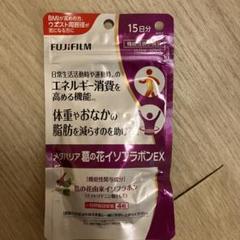 BMIが高めの方、
ウエスト周囲径が
気になる方に
15日分
FUJIFILM
日常生活活動時や運動時の
エネルギー消費を
高める機能
体重やおなかの
脂肪を減らすのを助け
メタバリア 葛の花イソフラボンEX
【機能性関与成分】
葛の花由来イソフラボン